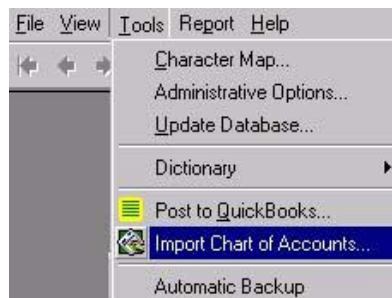 File View Tools Report Help
Character Map...
Administrative Options...
Update Database...
Dictionary
Post to QuickBooks...
Import Chart of Accounts...
Automatic Backup